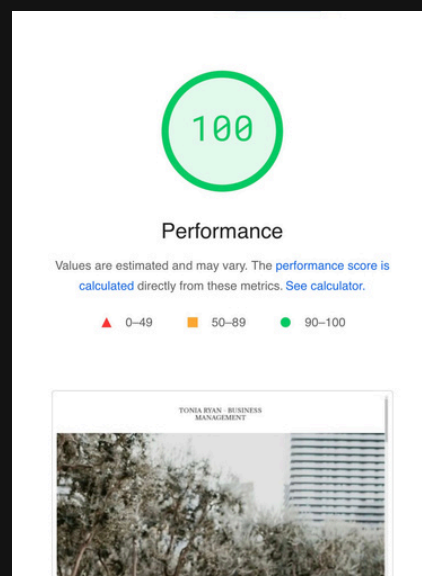 100
Performance
Values are estimated and may vary. The performance score is
calculated directly from these metrics. See calculator.
0–49
50–89
90–100
TONIA RYAN · BUSINESS
MANAGEMENT